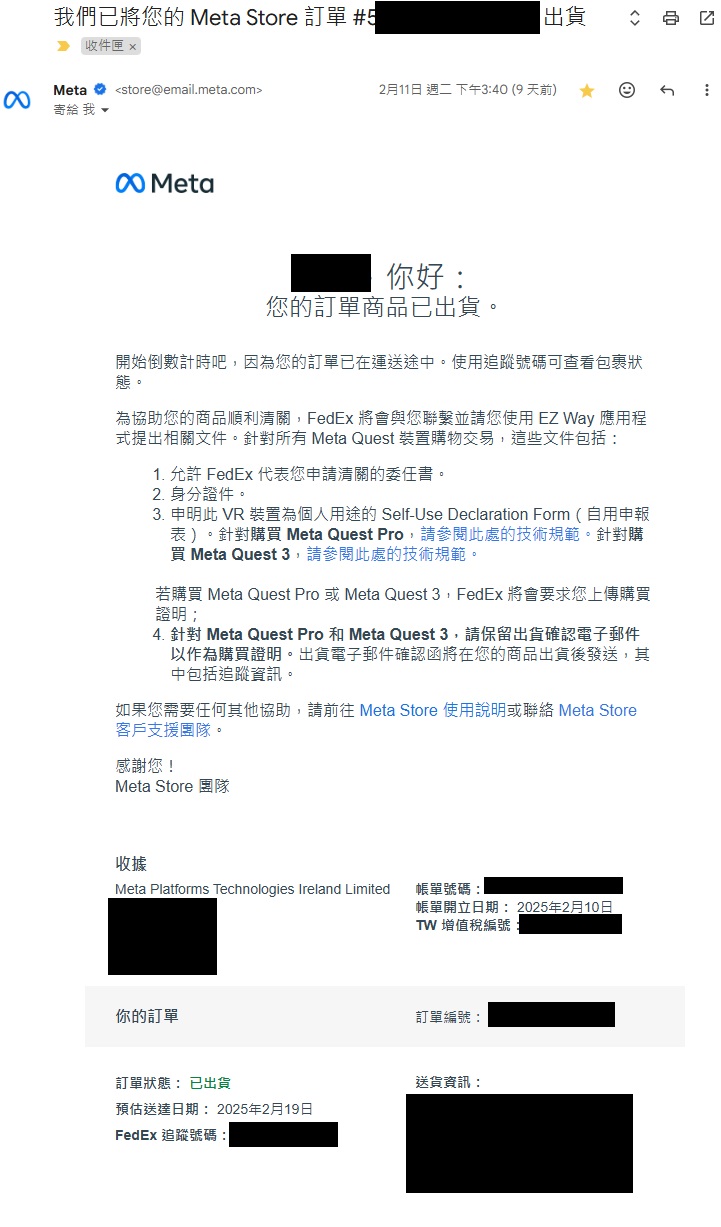 我們已將您的 Meta Store 訂單 #5 出貨
收件匣 ×
Meta <store@email.meta.com> 2月11日 週二 下午3:40 (9 天前)
寄給 我
Meta
你好：
您的訂單商品已出貨。
開始倒數計時吧，因為您的訂單已在運送途中。使用追蹤號碼可查看包裹狀
態。
為協助您的商品順利清關，FedEx 將會與您聯繫並請您使用 EZ Way 應用程
式提出相關文件。針對所有 Meta Quest 裝置購物交易，這些文件包括：
1. 允許 FedEx 代表您申請清關的委任書。
2. 身分證件。
3. 申明此 VR 裝置為個人用途的 Self-Use Declaration Form（自用申報
表）。針對購買 Meta Quest Pro，請參閱此處的技術規範。針對購
買 Meta Quest 3，請參閱此處的技術規範。
若購買 Meta Quest Pro 或 Meta Quest 3，FedEx 將會要求您上傳購買
證明；
4. 針對 Meta Quest Pro 和 Meta Quest 3，請保留出貨確認電子郵件
以作為購買證明。出貨電子郵件確認函將在您的商品出貨後發送，其
中包括追蹤資訊。
如果您需要任何其他協助，請前往 Meta Store 使用說明或聯絡 Meta Store
客戶支援團隊。
感謝您！
Meta Store 團隊
收據
Meta Platforms Technologies Ireland Limited
帳單號碼：
帳單開立日期： 2025年2月10日
TW 增值稅編號：
你的訂單
訂單編號：
訂單狀態： 已出貨
預估送達日期： 2025年2月19日
FedEx 追蹤號碼：
送貨資訊：